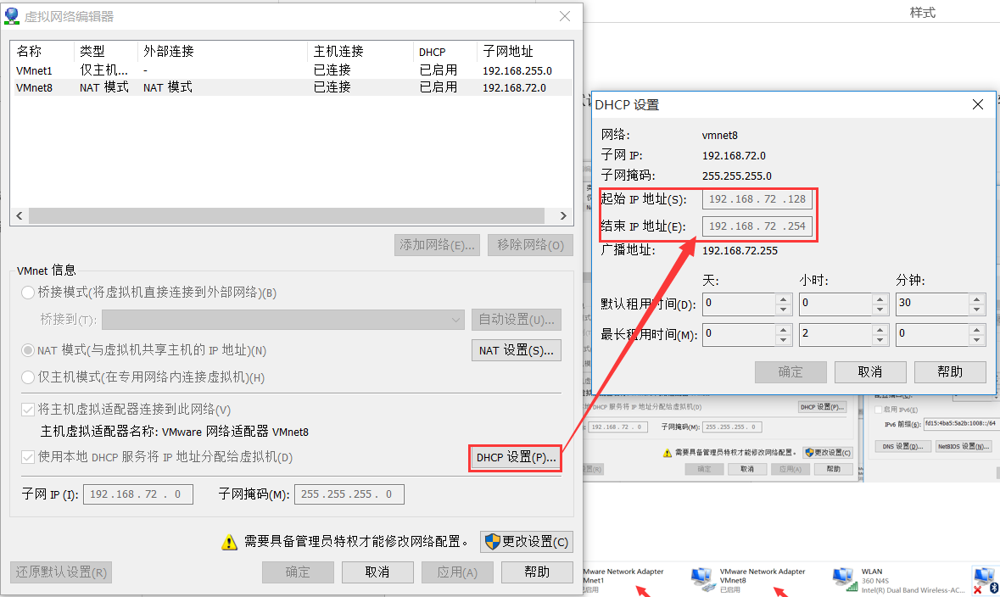 虚拟网络编辑器
样式
名称 类型 外部连接 主机连接 DHCP 子网地址
VMnet1 仅主机... - 已连接 已启用 192.168.255.0
VMnet8 NAT 模式 NAT 模式 已连接 已启用 192.168.72.0
添加网络(E)... 移除网络(O)
VMnet 信息
桥接模式(将虚拟机直接连接到外部网络)(B)
桥接到(T): 自动设置(U)...
NAT 模式(与虚拟机共享主机的 IP 地址)(N) NAT 设置(S)...
仅主机模式(在专用网络内连接虚拟机)(H)
将主机虚拟适配器连接到此网络(V)
主机虚拟适配器名称: VMware 网络适配器 VMnet8
使用本地 DHCP 服务将 IP 地址分配给虚拟机(D) DHCP 设置(P)...
子网 IP (I): 192 . 168 . 72 . 0 子网掩码(M): 255 . 255 . 255 . 0
需要具备管理员特权才能修改网络配置。 更改设置(C)
还原默认设置(R) 确定 取消 应用(A) 帮助
DHCP 设置
网络: vmnet8
子网 IP: 192.168.72.0
子网掩码: 255.255.255.0
起始 IP 地址(S): 192 . 168 . 72 . 128
结束 IP 地址(E): 192 . 168 . 72 . 254
广播地址: 192.168.72.255
天: 小时: 分钟:
默认租用时间(D): 0 0 30
最长租用时间(M): 0 2 0
确定 取消 帮助
DHCP 服务将 IP 地址分配给虚拟机(D) DHCP 设置(P)...
192 . 168 . 72 . 0 子网掩码(M): 255 . 255 . 255 . 0
需要具备管理员特权才能修改网络配置。 更改设置(C)
确定 取消 应用(A) 帮助
启用 IPv6(E)
IPv6 前缀(6): fd15:4ba5:5a2b:1008::/64
DNS 设置(D)... NetBIOS 设置(N)...
Mware Network Adapter
Mnet1
已启用
VMware Network Adapter
VMnet8
已启用
WLAN
360 N4S
Intel(R) Dual Band Wireless-AC...